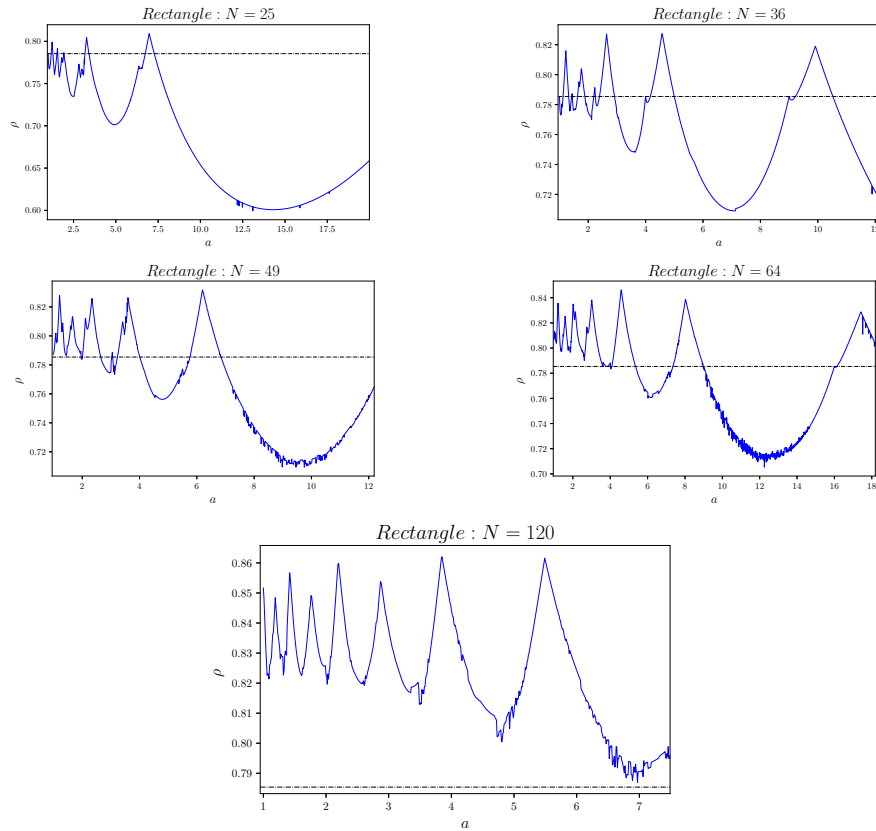 Rectangle : N = 25
0.80
0.75
0.70
0.65
0.60
ρ
2.5 5.0 7.5 10.0 12.5 15.0 17.5
a
Rectangle : N = 36
0.82
0.80
0.78
0.76
0.74
0.72
ρ
2 4 6 8 10 12
a
Rectangle : N = 49
0.82
0.80
0.78
0.76
0.74
0.72
ρ
2 4 6 8 10 12
a
Rectangle : N = 64
0.84
0.82
0.80
0.78
0.76
0.74
0.72
0.70
ρ
2 4 6 8 10 12 14 16 18
a
Rectangle : N = 120
0.86
0.85
0.84
0.83
0.82
0.81
0.80
0.79
ρ
1 2 3 4 5 6 7
a